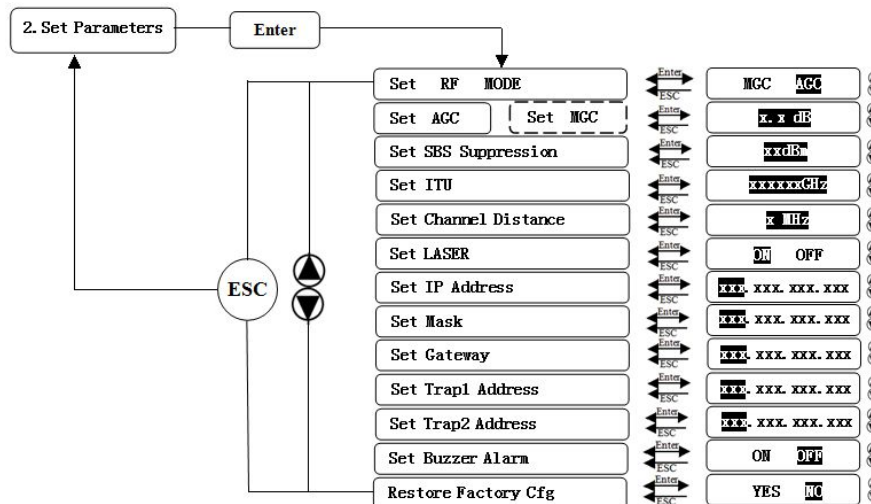 2. Set Parameters
Enter
Set RF MODE
Enter
ESC
MGC AGC
Set AGC
Set MGC
Enter
ESC
x.x dB
Set SBS Suppression
Enter
ESC
xxdBm
Set ITU
Enter
ESC
xxxxxxGHz
Set Channel Distance
Enter
ESC
x MHz
Set LASER
Enter
ESC
ON OFF
ESC
Set IP Address
Enter
ESC
xxx.xxx.xxx.xxx
Set Mask
Enter
ESC
xxx.xxx.xxx.xxx
Set Gateway
Enter
ESC
xxx.xxx.xxx.xxx
Set Trap1 Address
Enter
ESC
xxx.xxx.xxx.xxx
Set Trap2 Address
Enter
ESC
xxx.xxx.xxx.xxx
Set Buzzer Alarm
Enter
ESC
ON OFF
Restore Factory Cfg
Enter
ESC
YES NO